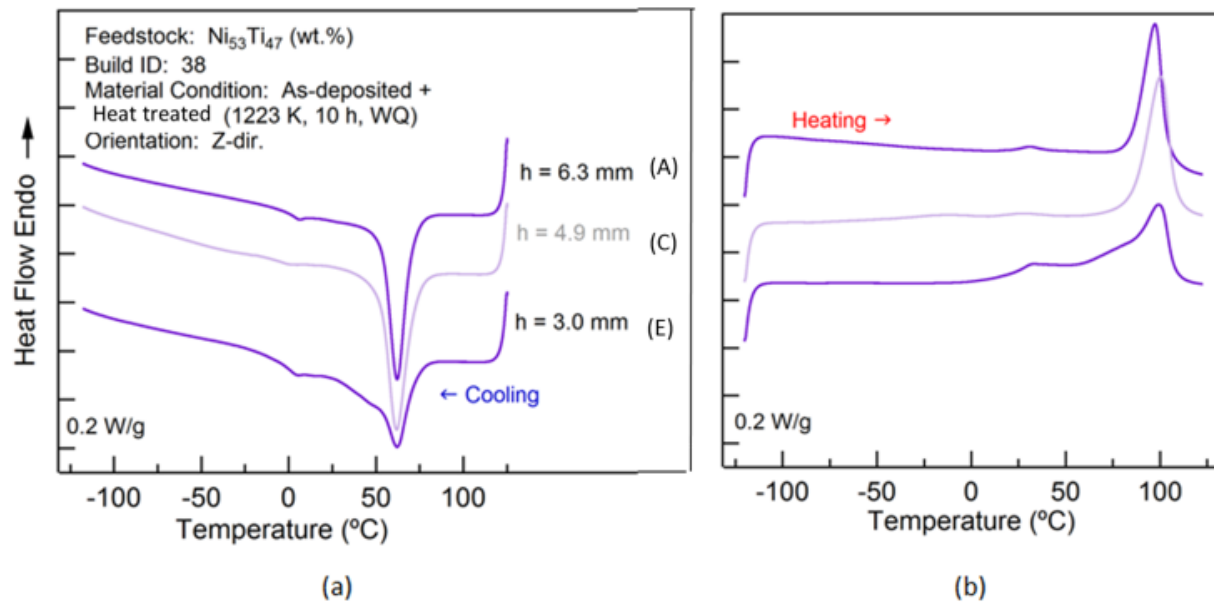 Feedstock: Ni53Ti47 (wt.%)
Build ID: 38
Material Condition: As-deposited +
Heat treated (1223 K, 10 h, WQ)
Orientation: Z-dir.
Heat Flow Endo →
h = 6.3 mm (A)
h = 4.9 mm (C)
h = 3.0 mm (E)
← Cooling
0.2 W/g
-100 -50 0 50 100
Temperature (ºC)
(a)
Heating →
0.2 W/g
-100 -50 0 50 100
Temperature (ºC)
(b)